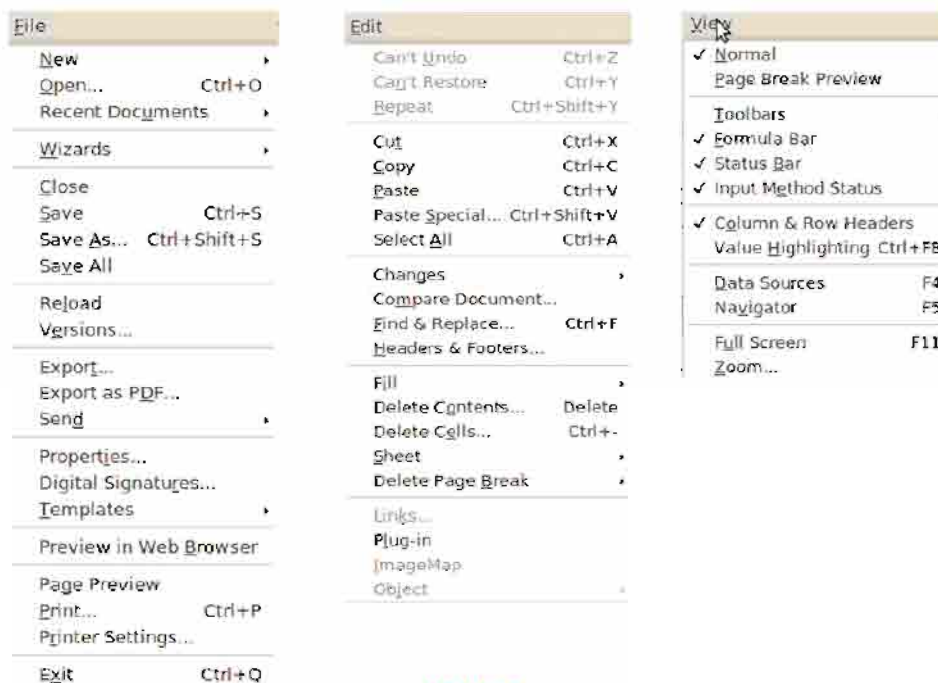 File
New
Open... Ctrl+O
Recent Documents
Wizards
Close
Save Ctrl+S
Save As... Ctrl+Shift+S
Save All
Reload
Versions...
Export...
Export as PDF...
Send
Properties...
Digital Signatures...
Templates
Preview in Web Browser
Page Preview
Print... Ctrl+P
Printer Settings...
Exit Ctrl+Q
Edit
Can't Undo Ctrl+Z
Can't Restore Ctrl+Y
Repeat Ctrl+Shift+Y
Cut Ctrl+X
Copy Ctrl+C
Paste Ctrl+V
Paste Special... Ctrl+Shift+V
Select All Ctrl+A
Changes
Compare Document...
Find & Replace... Ctrl+F
Headers & Footers...
Fill
Delete Contents... Delete
Delete Cells... Ctrl+-
Sheet
Delete Page Break
Links...
Plug-in
ImageMap
Object
View
Normal
Page Break Preview
Toolbars
Formula Bar
Status Bar
Input Method Status
Column & Row Headers
Value Highlighting Ctrl+F8
Data Sources F4
Navigator F5
Full Screen F11
Zoom...